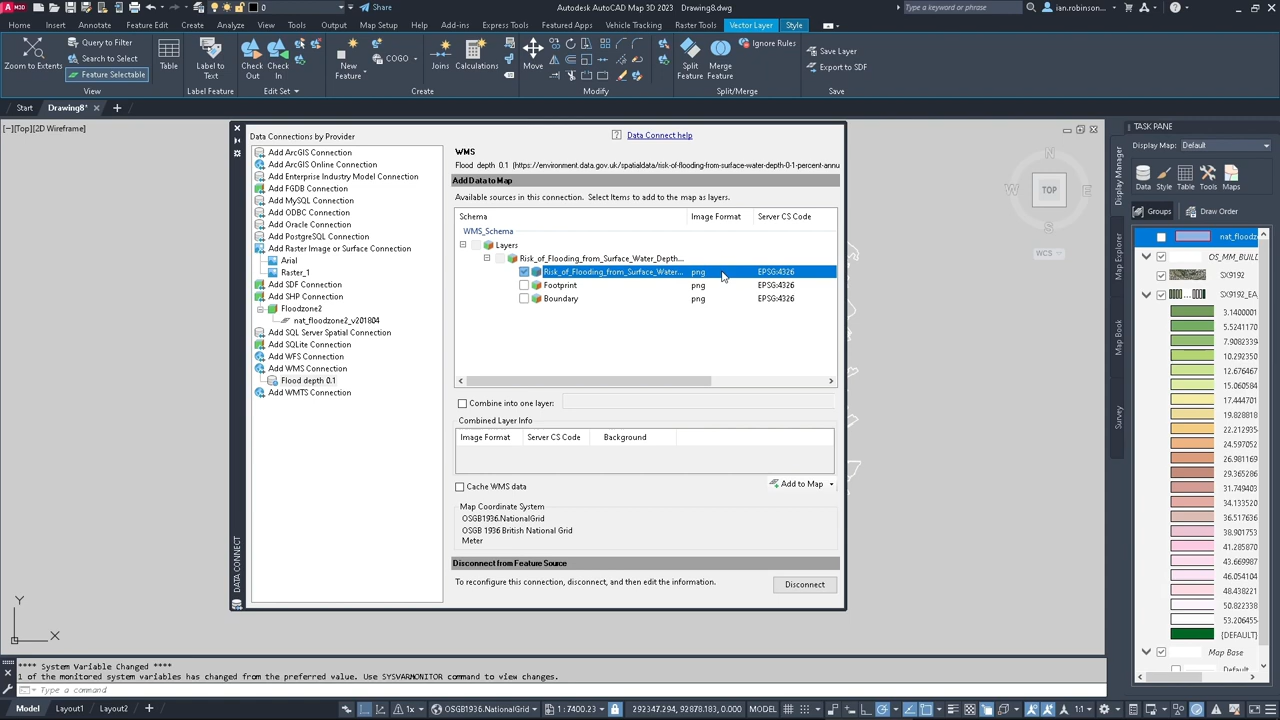 M3D
0
Share
Autodesk AutoCAD Map 3D 2023 Drawing8.dwg
Type a keyword or phrase
ian.robinson...
Home
Insert
Annotate
Feature Edit
Create
Analyze
View
Tools
Output
Map Setup
Help
Add-ins
Express Tools
Featured Apps
Vehicle Tracking
Raster Tools
Vector Layer
Style
Zoom to Extents
Query to Filter
Search to Select
Feature Selectable
Table
Label to Text
Check Out
Check In
New Feature
COGO
Joins
Calculations
Move
Split Feature
Merge Feature
Ignore Rules
Save Layer
Export to SDF
View
Label Feature
Edit Set
Create
Modify
Split/Merge
Save
Start
Drawing8*
[−][Top][2D Wireframe]
Data Connections by Provider
Add ArcGIS Connection
Add ArcGIS Online Connection
Add Enterprise Industry Model Connection
Add FGDB Connection
Add MySQL Connection
Add ODBC Connection
Add Oracle Connection
Add PostgreSQL Connection
Add Raster Image or Surface Connection
Arial
Raster_1
Add SDF Connection
Add SHP Connection
Floodzone2
nat_floodzone2_v201804
Add SQL Server Spatial Connection
Add SQLite Connection
Add WFS Connection
Add WMS Connection
Flood depth 0.1
Add WMTS Connection
DATA CONNECT
Data Connect help
WMS
Flood depth 0.1 (https://environment.data.gov.uk/spatialdata/risk-of-flooding-from-surface-water-depth-0-1-percent-annu
Add Data to Map
Available sources in this connection. Select Items to add to the map as layers.
Schema Image Format Server CS Code
WMS_Schema
Layers
Risk_of_Flooding_from_Surface_Water_Depth...
Risk_of_Flooding_from_Surface_Water... png EPSG:4326
Footprint png EPSG:4326
Boundary png EPSG:4326
Combine into one layer:
Combined Layer Info
Image Format Server CS Code Background
Cache WMS data
Add to Map
Map Coordinate System
OSGB1936.NationalGrid
OSGB 1936 British National Grid
Meter
Disconnect from Feature Source
To reconfigure this connection, disconnect, and then edit the information.
Disconnect
N
W
TOP
E
S
WCS
TASK PANE
Display Map: Default
Data
Style
Table
Tools
Maps
Groups
Draw Order
Display Manager
Map Explorer
Map Book
Survey
nat_floodz
OS_MM_BUILD
SX9192
SX9192_EA
3.1400001
5.5241170
7.9082339
10.292350
12.676467
15.060584
17.444701
19.828818
22.212935
24.597052
26.981169
29.365286
31.749403
34.133520
36.517636
38.901753
41.285870
43.669987
46.054104
48.438221
50.822338
53.206455
{DEFAULT}
Map Base
Default
Y
X
**** System Variable Changed ****
1 of the monitored system variables has changed from the preferred value. Use SYSVARMONITOR command to view changes.
Type a command
Model
Layout1
Layout2
1x
OSGB1936.NationalGrid
1:7400.23
292347.294, 92878.183, 0.000
MODEL
1:1